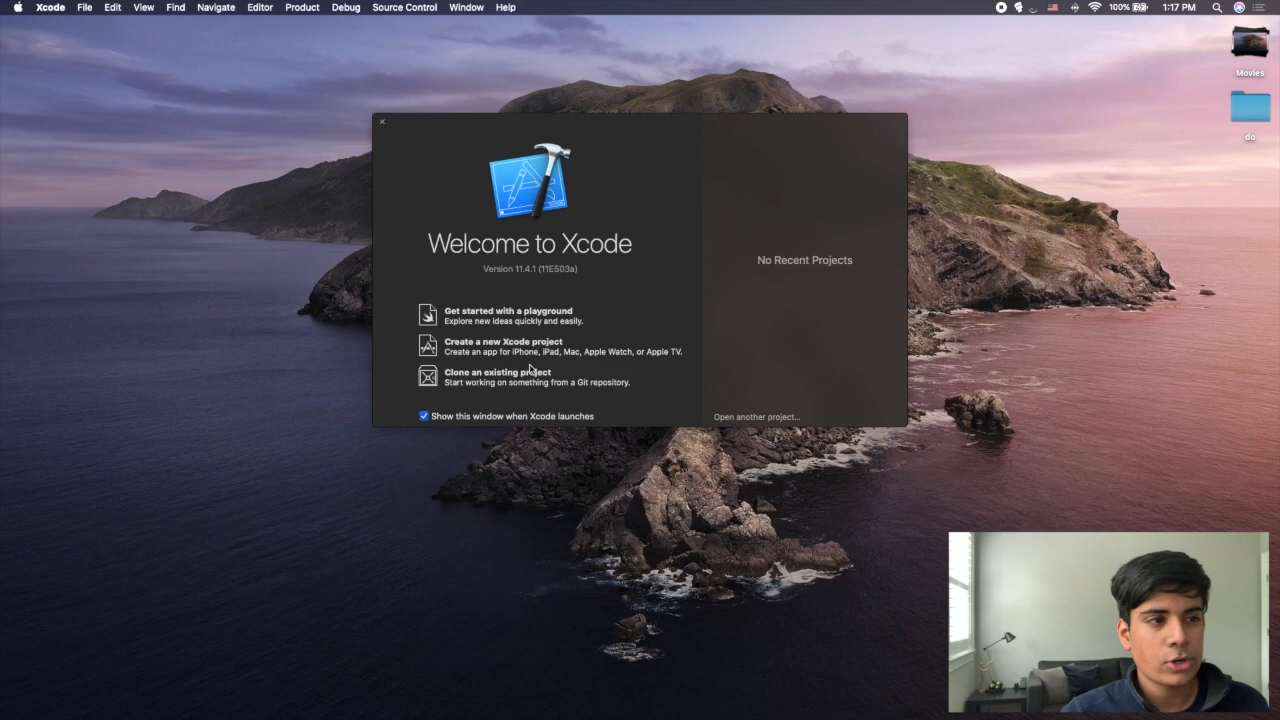 Xcode File Edit View Find Navigate Editor Product Debug Source Control Window Help 100% 1:17 PM
Movies
do
Welcome to Xcode
Version 11.4.1 (11E503a)
Get started with a playground
Explore new ideas quickly and easily.
Create a new Xcode project
Create an app for iPhone, iPad, Mac, Apple Watch, or Apple TV.
Clone an existing project
Start working on something from a Git repository.
Show this window when Xcode launches
No Recent Projects
Open another project...